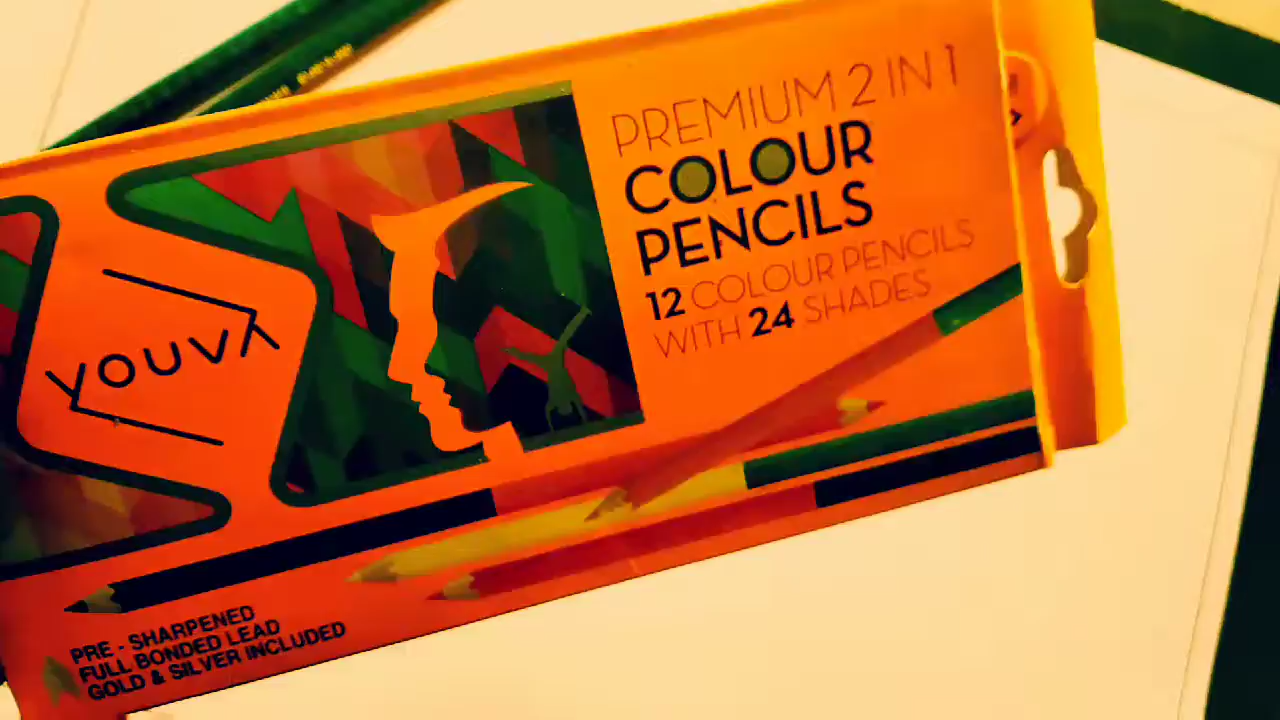 PREMIUM 2 IN 1
COLOUR
PENCILS
12 COLOUR PENCILS
WITH 24 SHADES
YOUVA
PRE - SHARPENED
FULL BONDED LEAD
GOLD & SILVER INCLUDED